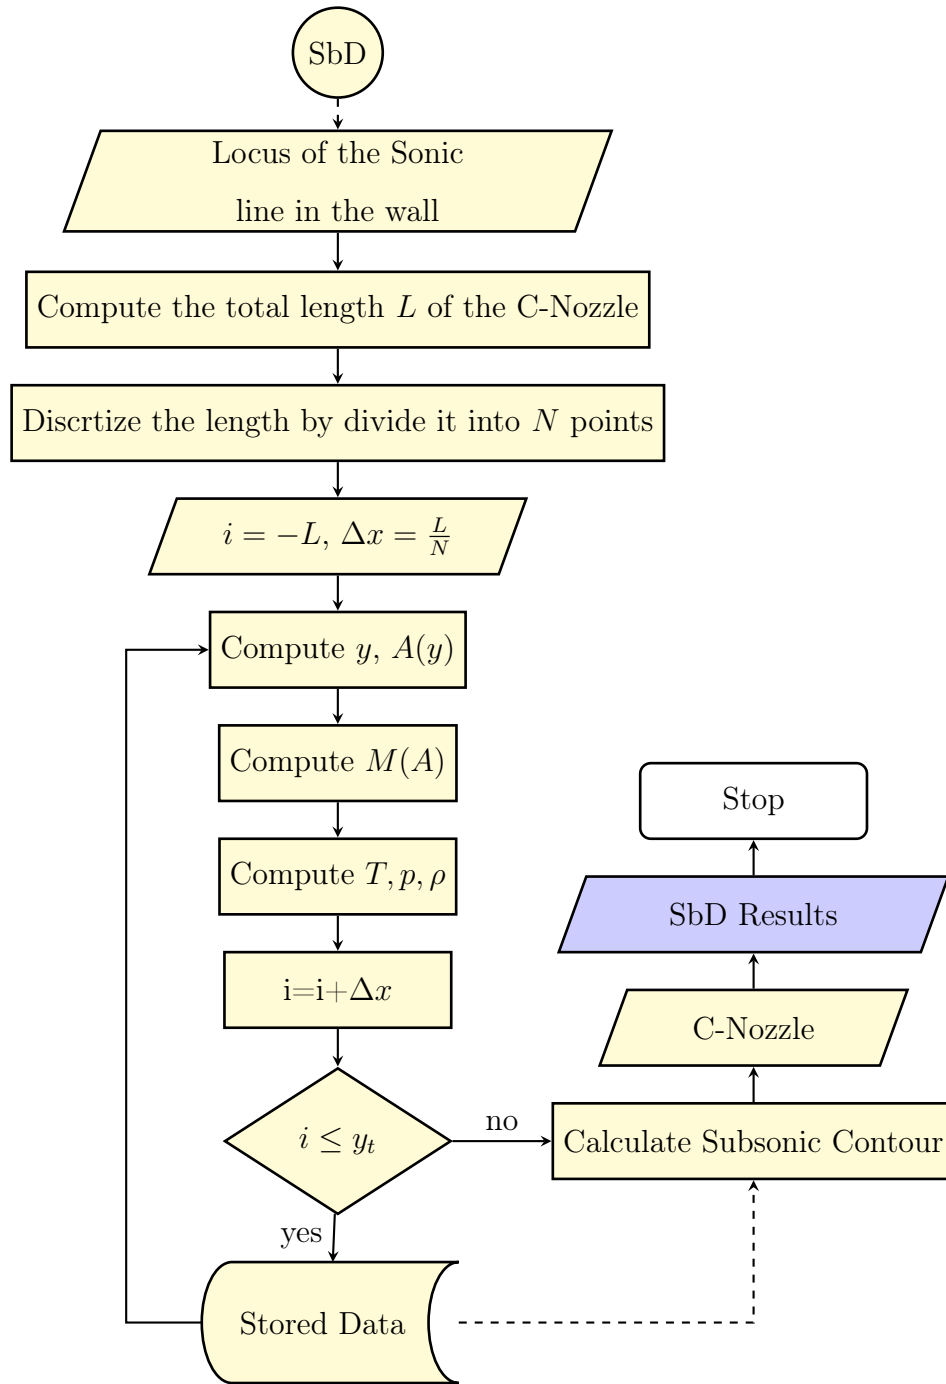 SbD
Locus of the Sonic
line in the wall
Compute the total length L of the C-Nozzle
Discrtize the length by divide it into N points
i = −L, Δx = L/N
Compute y, A(y)
Compute M(A)
Compute T, p, ρ
i=i+Δx
i ≤ y_t
no
yes
Stored Data
Calculate Subsonic Contour
C-Nozzle
SbD Results
Stop